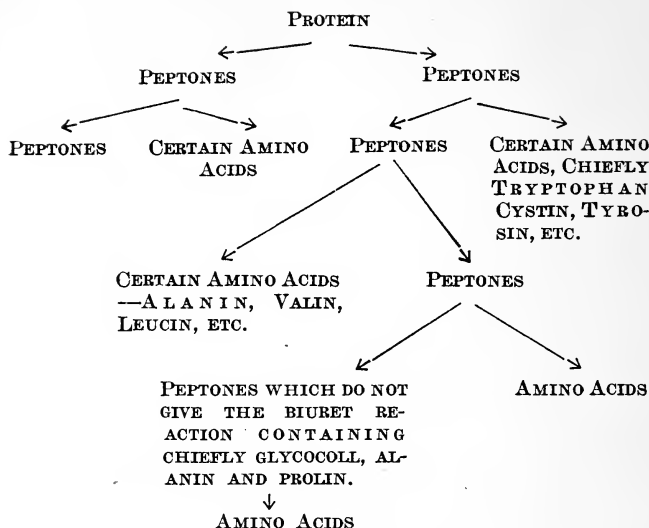 PROTEIN
PEPTONES PEPTONES
PEPTONES CERTAIN AMINO ACIDS PEPTONES CERTAIN AMINO ACIDS, CHIEFLY TRYPTOPHAN CYSTIN, TYRO-
SIN, ETC.
CERTAIN AMINO ACIDS
—ALANIN, VALIN,
LEUCIN, ETC.
PEPTONES
PEPTONES WHICH DO NOT
GIVE THE BIURET RE-
ACTION CONTAINING
CHIEFLY GLYCOCOLL, AL-
ANIN AND PROLIN.
AMINO ACIDS
AMINO ACIDS